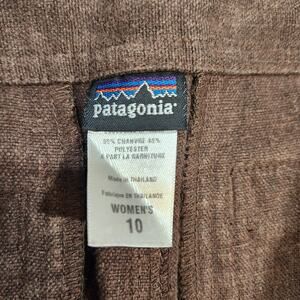 patagonia®
55% CHANVRE 45%
POLYESTER
A PART LA GARNITURE
Made in THAILAND
Fabriqué en THAÏLANDE
WOMEN'S
10